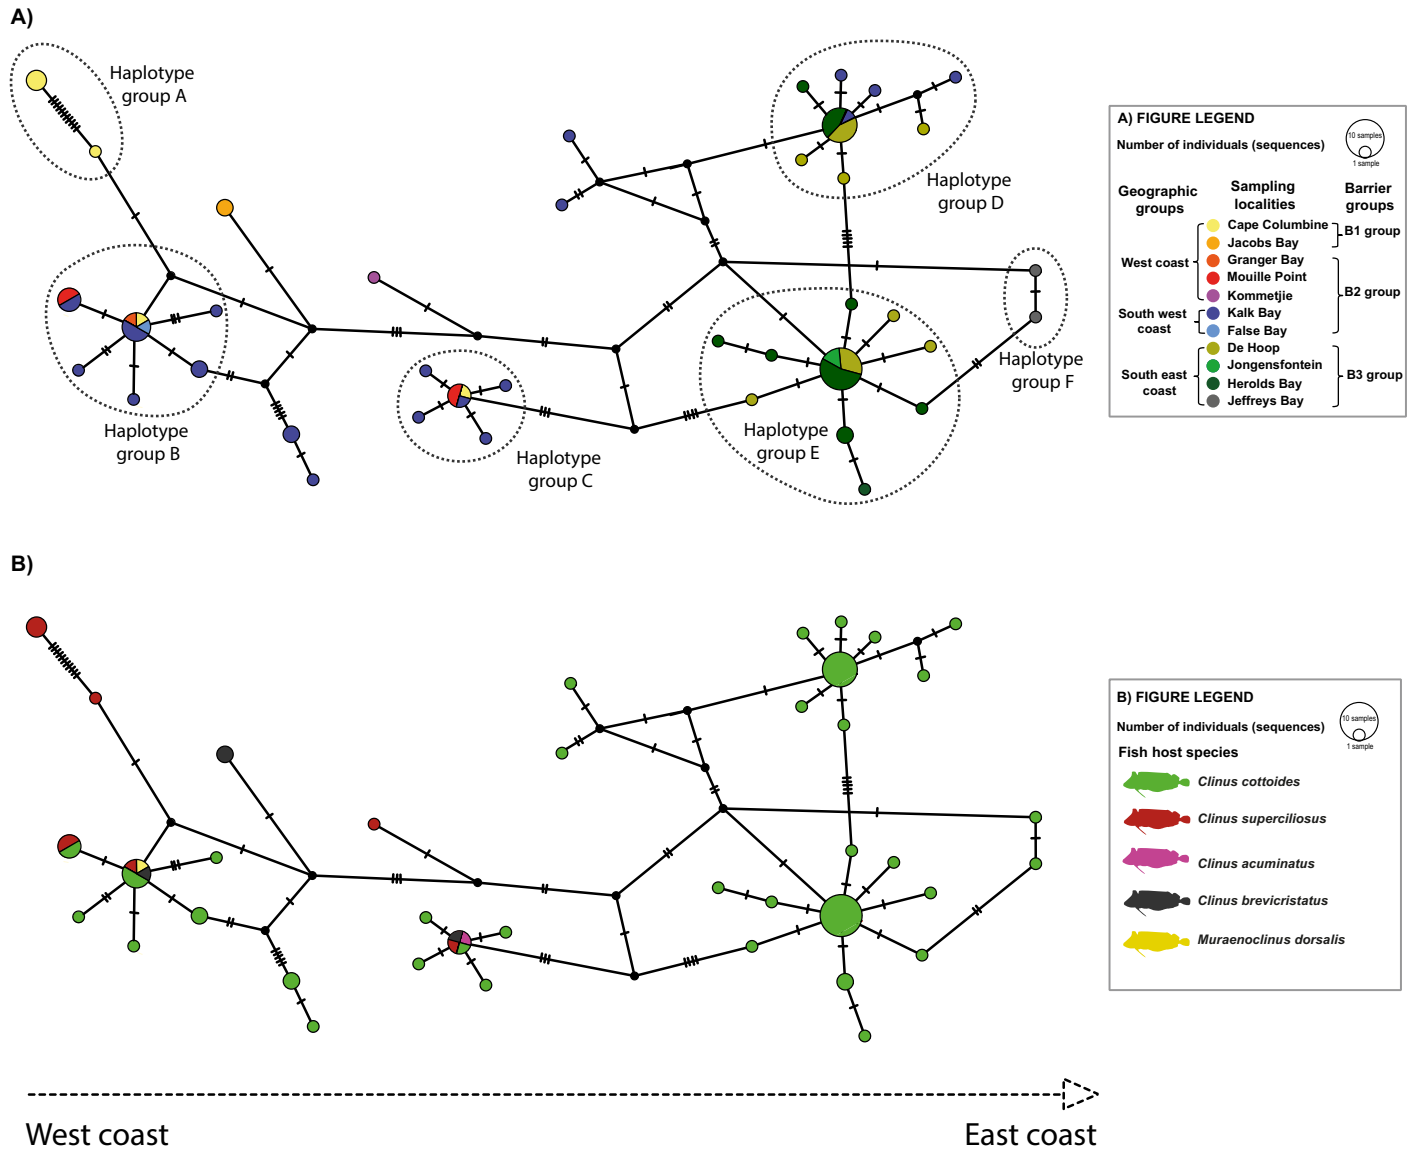 A)
Haplotype
group A
Haplotype
group B
Haplotype
group C
Haplotype
group D
Haplotype
group E
Haplotype
group F
A) FIGURE LEGEND
Number of individuals (sequences)
10 samples
1 sample
Geographic
groups
Sampling
localities
Barrier
groups
West coast
South west
coast
South east
coast
Cape Columbine
Jacobs Bay
Granger Bay
Mouille Point
Kommetjie
Kalk Bay
False Bay
De Hoop
Jongensfontein
Herolds Bay
Jeffreys Bay
B1 group
B2 group
B3 group
B)
B) FIGURE LEGEND
Number of individuals (sequences)
10 samples
1 sample
Fish host species
Clinus cottoides
Clinus superciliosus
Clinus acuminatus
Clinus brevicristatus
Muraenoclinus dorsalis
West coast
East coast